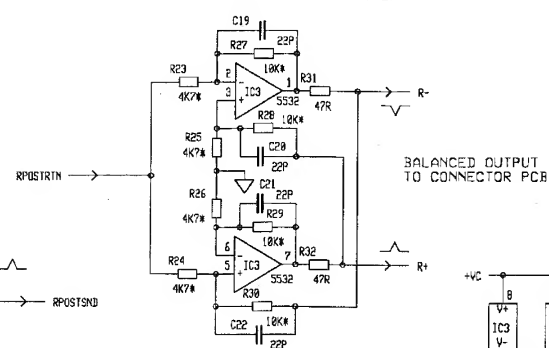 C19
22P
R27
10K*
R23
4K7*
2
3
1
IC3
5532
R31
47R
R-
R28
10K*
R25
4K7*
C20
22P
BALANCED OUTPUT
TO CONNECTOR PCB
RPOSTRTN
C21
22P
R26
4K7*
R29
10K*
6
5
7
IC3
5532
R32
47R
R+
R24
4K7*
+VC
RPOSTSND
R30
10K*
C22
22P
8
V+
IC3
V-